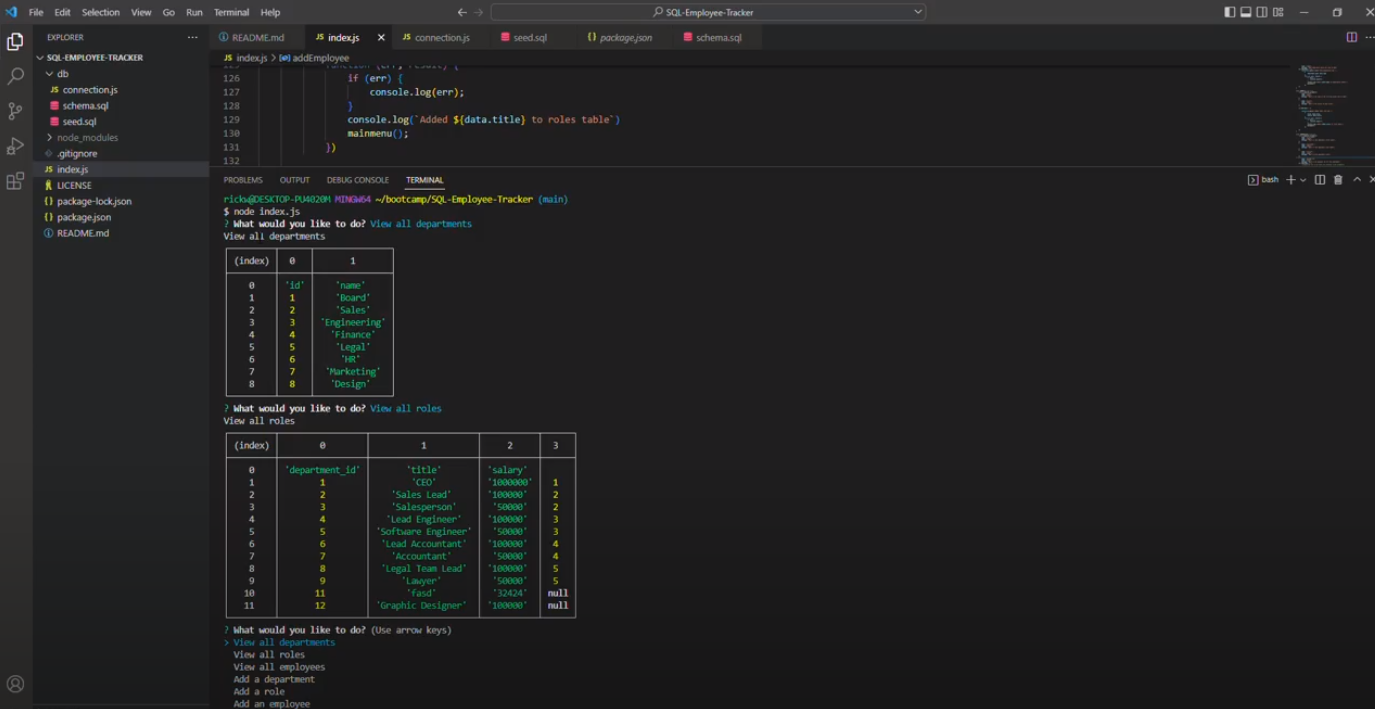 File Edit Selection View Go Run Terminal Help
SQL-Employee-Tracker
EXPLORER
SQL-EMPLOYEE-TRACKER
db
connection.js
schema.sql
seed.sql
node_modules
.gitignore
JS index.js
LICENSE
{} package-lock.json
{} package.json
README.md
README.md JS index.js JS connection.js seed.sql {} package.json schema.sql
JS index.js > addEmployee
126 if (err) {
127 console.log(err);
128 }
129 console.log(`Added ${data.title} to roles table`)
130 mainmenu();
131 })
132
PROBLEMS OUTPUT DEBUG CONSOLE TERMINAL
bash
ricka@DESKTOP-PU4020M MINGW64 ~/bootcamp/SQL-Employee-Tracker (main)
$ node index.js
? What would you like to do? View all departments
View all departments
(index) 0 1
0 'id' 'name'
1 1 'Board'
2 2 'Sales'
3 3 'Engineering'
4 4 'Finance'
5 5 'Legal'
6 6 'HR'
7 7 'Marketing'
8 8 'Design'
? What would you like to do? View all roles
View all roles
(index) 0 1 2 3
0 'department_id' 'title' 'salary'
1 1 'CEO' '1000000' 1
2 2 'Sales Lead' '100000' 2
3 3 'Salesperson' '50000' 2
4 4 'Lead Engineer' '100000' 3
5 5 'Software Engineer' '50000' 3
6 6 'Lead Accountant' '100000' 4
7 7 'Accountant' '50000' 4
8 8 'Legal Team Lead' '100000' 5
9 9 'Lawyer' '50000' 5
10 11 'fasd' '32424' null
11 12 'Graphic Designer' '100000' null
? What would you like to do? (Use arrow keys)
> View all departments
View all roles
View all employees
Add a department
Add a role
Add an employee